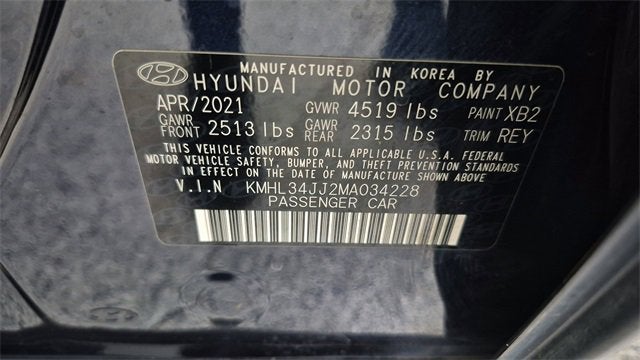 MANUFACTURED IN KOREA BY
HYUNDAI MOTOR COMPANY
APR/2021 GVWR 4519 lbs PAINT XB2
GAWR FRONT 2513 lbs GAWR REAR 2315 lbs TRIM REY
THIS VEHICLE CONFORMS TO ALL APPLICABLE U.S.A. FEDERAL
MOTOR VEHICLE SAFETY, BUMPER, AND THEFT PREVENTION STANDARDS
IN EFFECT ON THE DATE OF MANUFACTURE SHOWN ABOVE.
V.I.N KMHL34JJ2MA034228
PASSENGER CAR